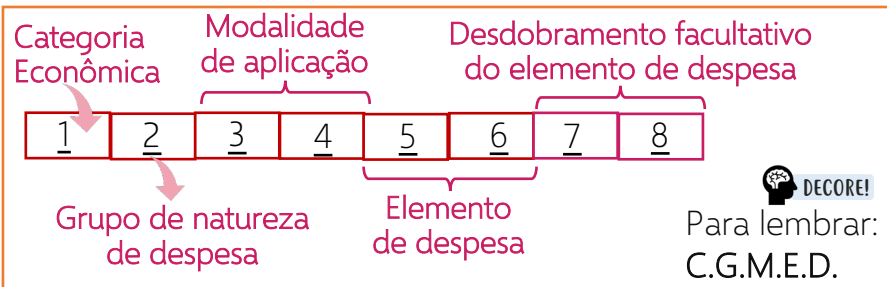 Categoria
Econômica
Modalidade
de aplicação
Desdobramento facultativo
do elemento de despesa
1 2 3 4 5 6 7 8
Grupo de natureza
de despesa
Elemento
de despesa
DECORE!
Para lembrar:
C.G.M.E.D.